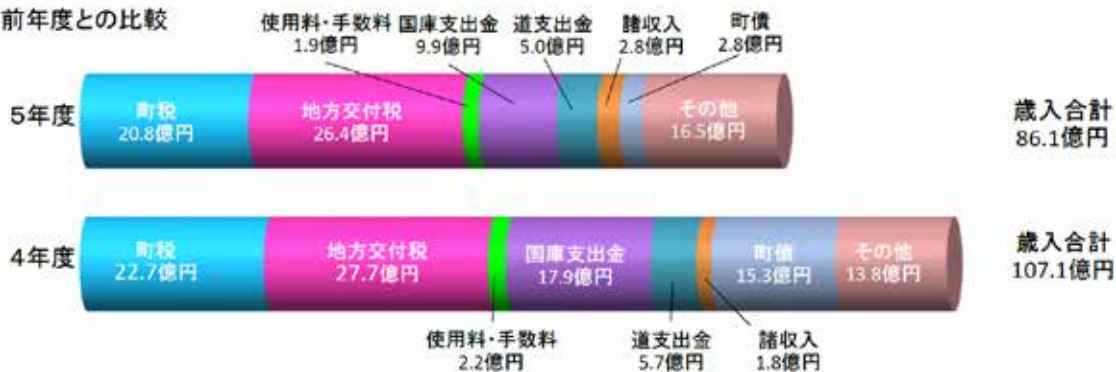 前年度との比較
使用料・手数料
1.9億円
国庫支出金
9.9億円
道支出金
5.0億円
諸収入
2.8億円
町債
2.8億円
5年度
町税
20.8億円
地方交付税
26.4億円
その他
16.5億円
歳入合計
86.1億円
4年度
町税
22.7億円
地方交付税
27.7億円
国庫支出金
17.9億円
町債
15.3億円
その他
13.8億円
歳入合計
107.1億円
使用料・手数料
2.2億円
道支出金
5.7億円
諸収入
1.8億円